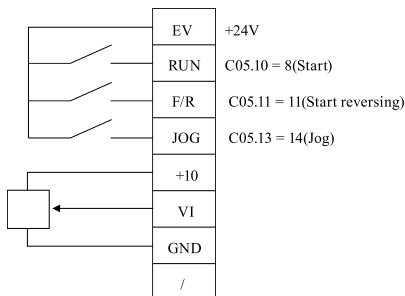 EV +24V
RUN C05.10 = 8(Start)
F/R C05.11 = 11(Start reversing)
JOG C05.13 = 14(Jog)
+10
VI
GND
/